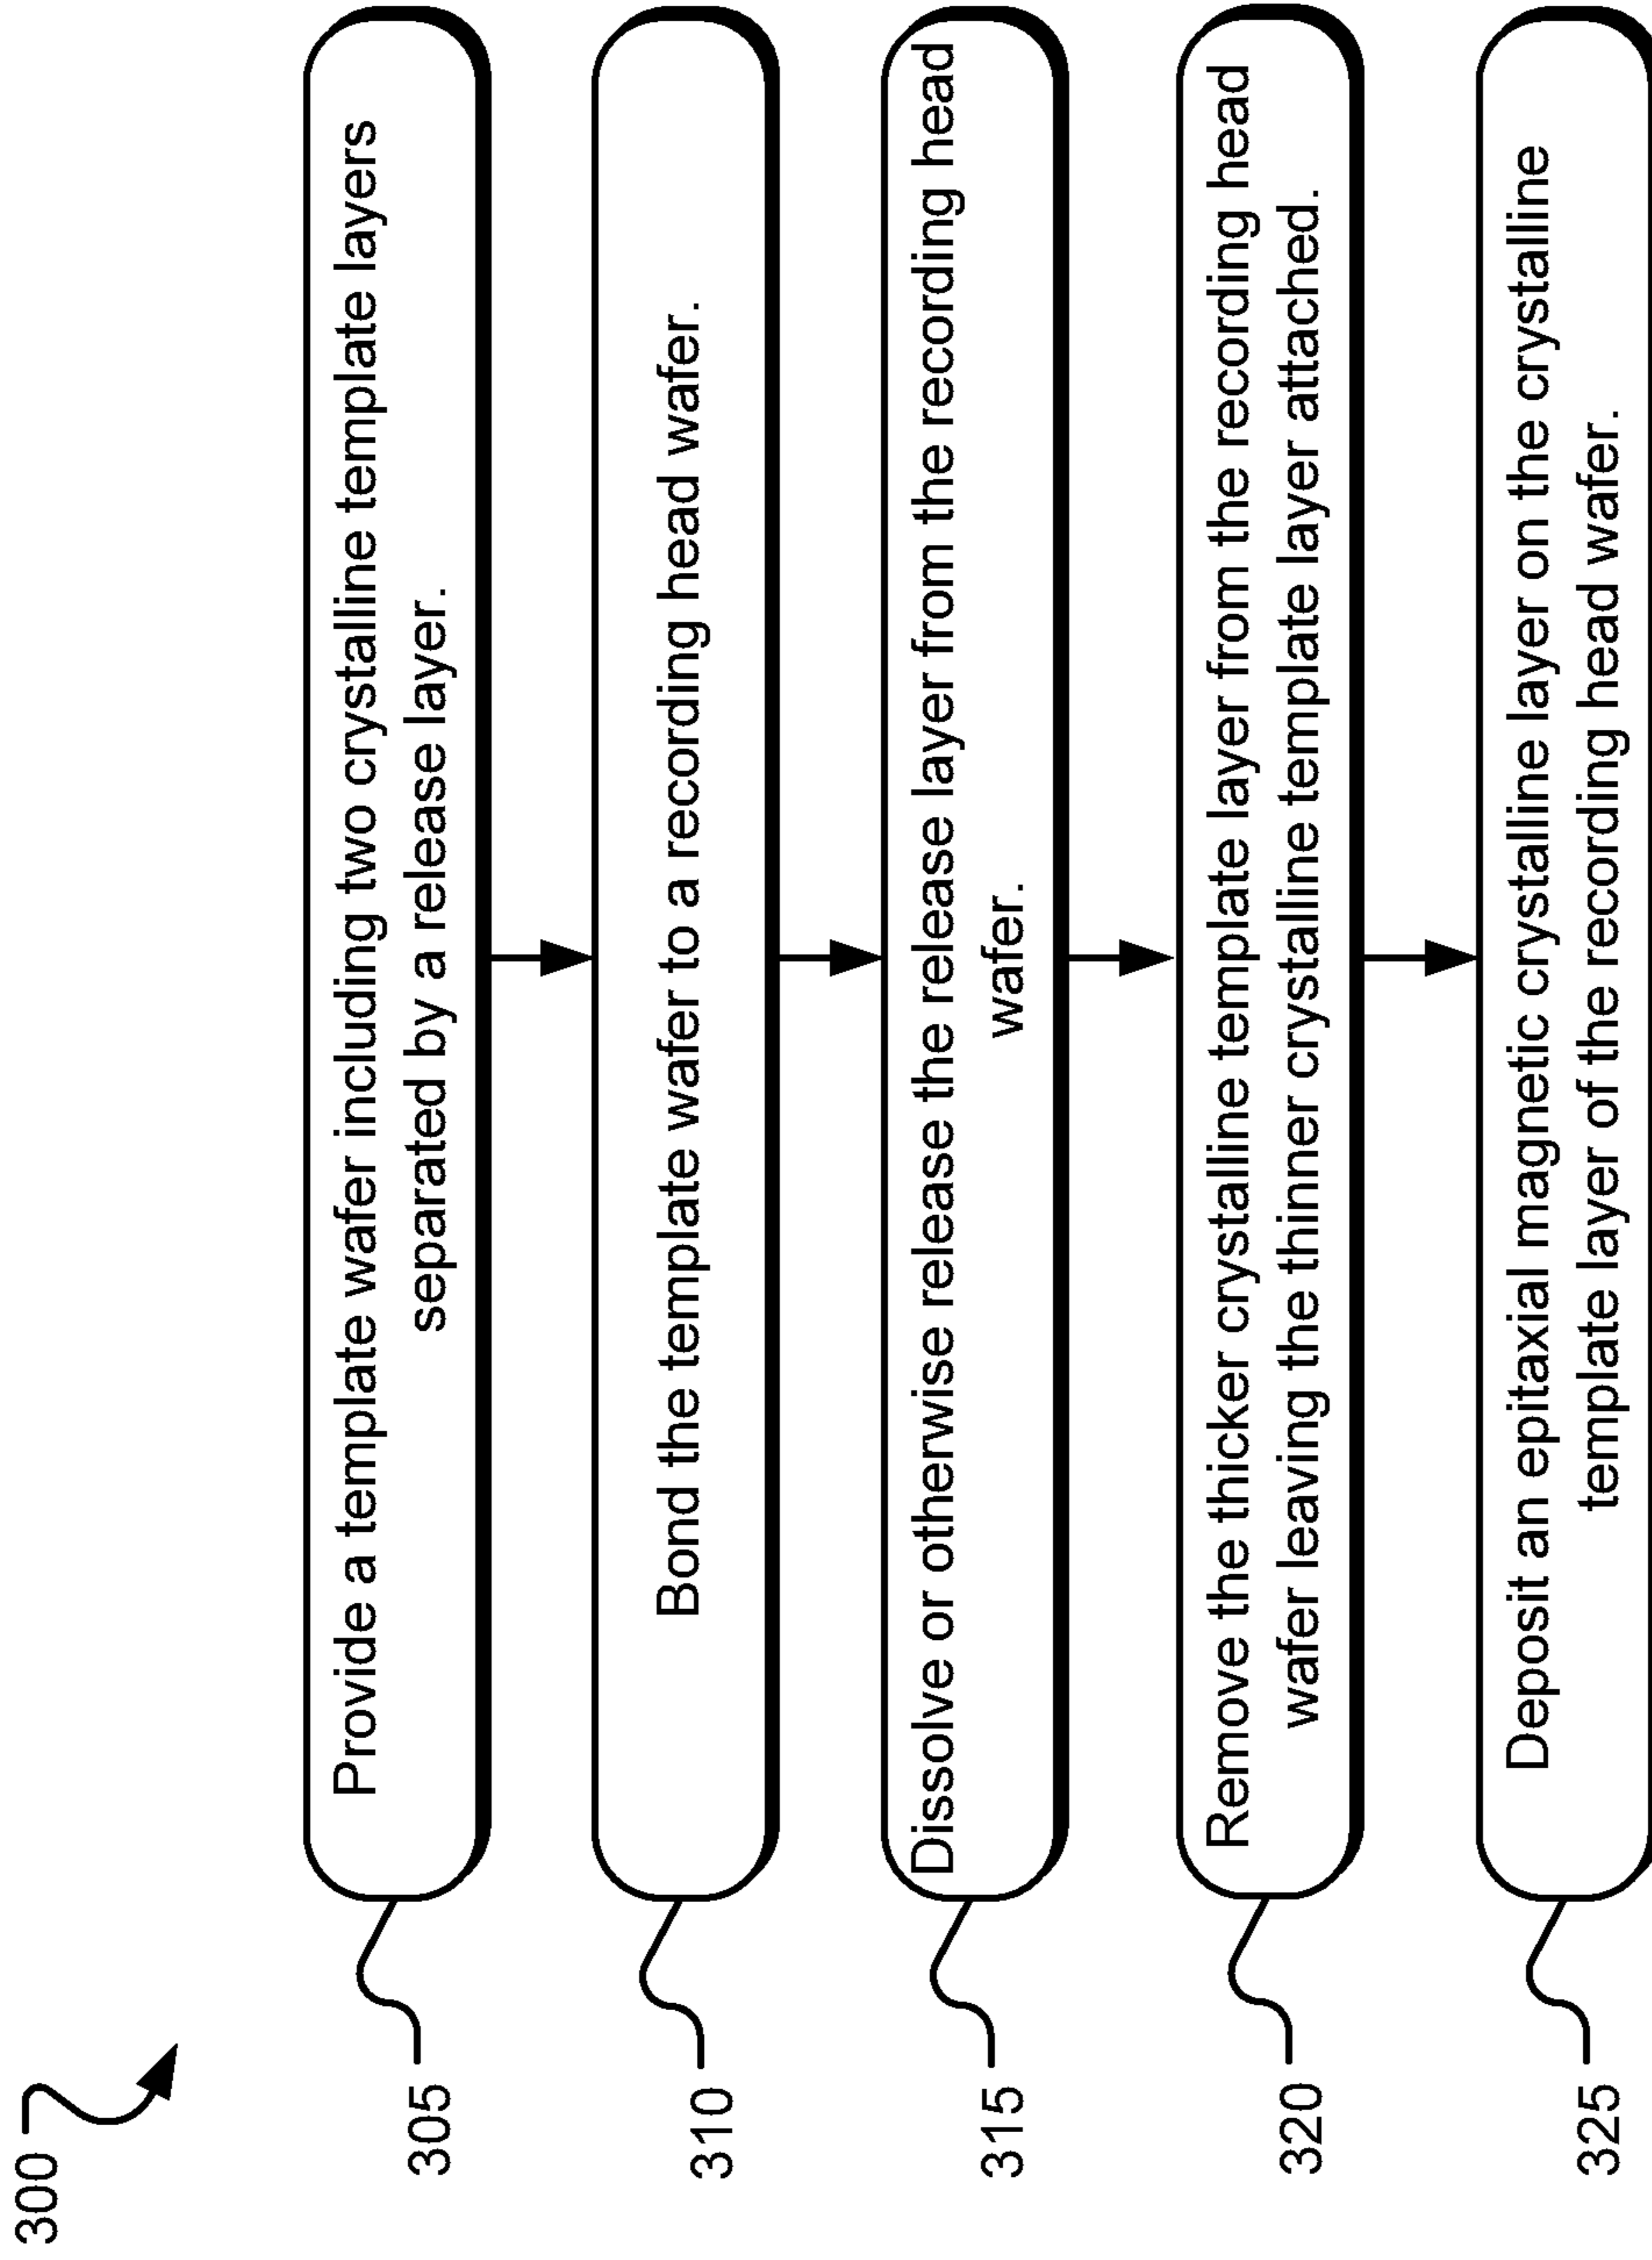 300
305
Provide a template wafer including two crystalline template layers
separated by a release layer.
310
Bond the template wafer to a recording head wafer.
315
Dissolve or otherwise release the release layer from the recording head
wafer.
320
Remove the thicker crystalline template layer from the recording head
wafer leaving the thinner crystalline template layer attached.
325
Deposit an epitaxial magnetic crystalline layer on the crystalline
template layer of the recording head wafer.